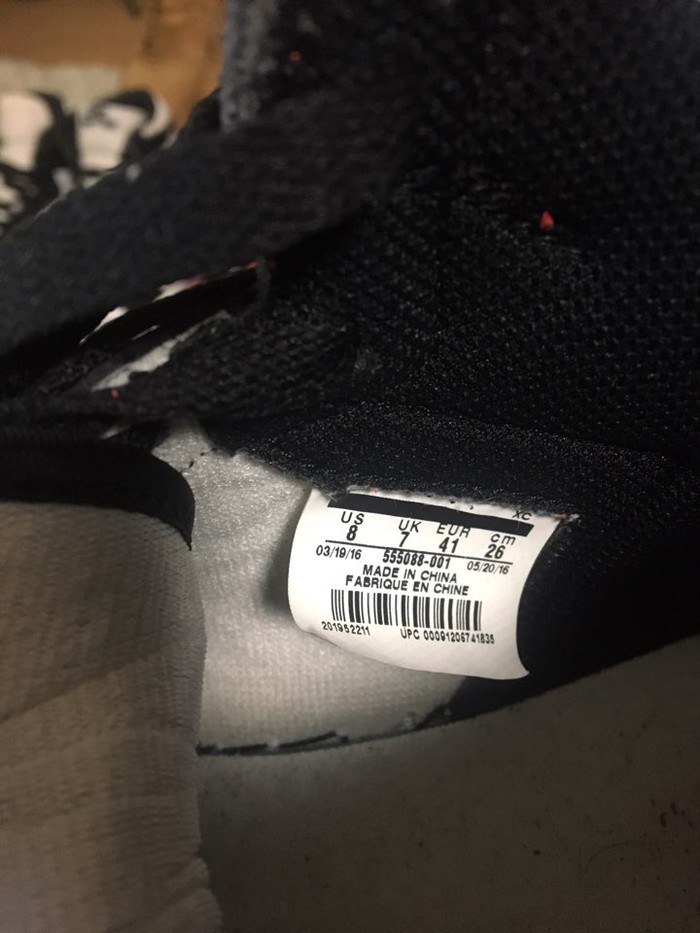 XC
US UK EUR cm
8 7 41 26
03/19/16 555088-001 05/20/16
MADE IN CHINA
FABRIQUE EN CHINE
201952211 UPC 00091206741835